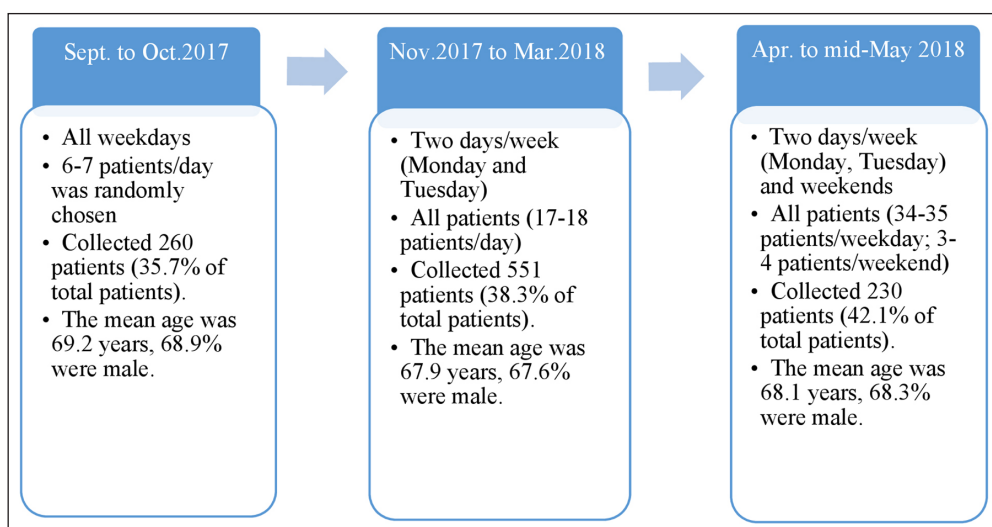 Sept. to Oct.2017
• All weekdays
• 6-7 patients/day
was randomly
chosen
• Collected 260
patients (35.7% of
total patients).
• The mean age was
69.2 years, 68.9%
were male.
Nov.2017 to Mar.2018
• Two days/week
(Monday and
Tuesday)
• All patients (17-18
patients/day)
• Collected 551
patients (38.3% of
total patients).
• The mean age was
67.9 years, 67.6%
were male.
Apr. to mid-May 2018
• Two days/week
(Monday, Tuesday)
and weekends
• All patients (34-35
patients/weekday; 3-
4 patients/weekend)
• Collected 230
patients (42.1% of
total patients).
• The mean age was
68.1 years, 68.3%
were male.